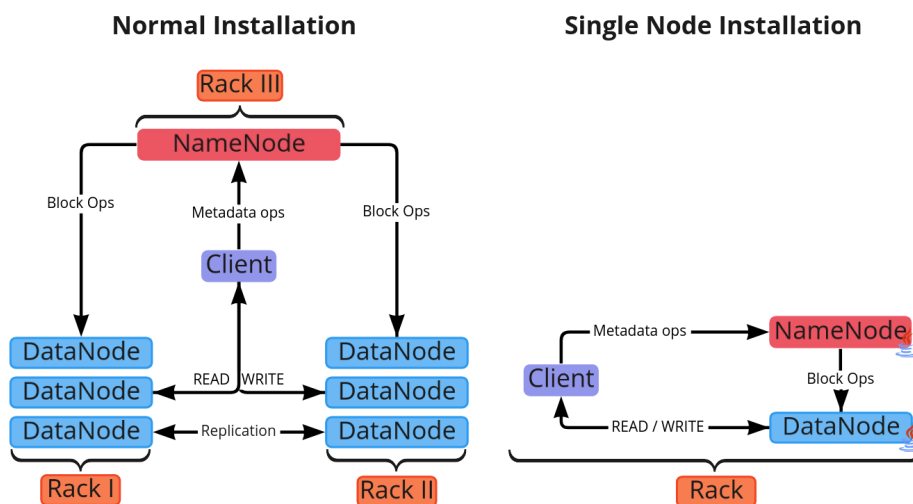 Normal Installation
Single Node Installation
Rack III
NameNode
Block Ops
Metadata ops
Block Ops
Client
DataNode
DataNode
READ
WRITE
DataNode
DataNode
DataNode
Replication
DataNode
Rack I
Rack II
Metadata ops
NameNode
Client
Block Ops
READ / WRITE
DataNode
Rack